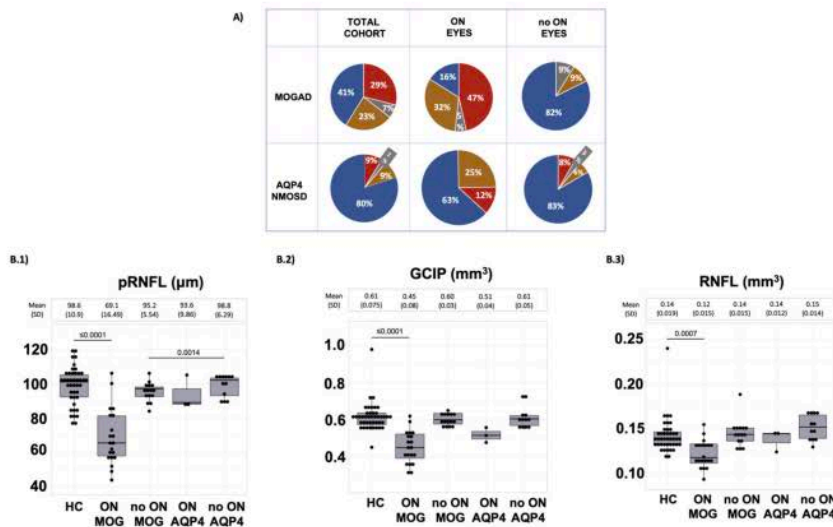 A)
TOTAL COHORT
ON EYES
no ON EYES
MOGAD
41%
29%
7%
23%
16%
47%
5 %
32%
9%
9%
82%
AQP4 NMOSD
9%
9%
80%
25%
12%
63%
8%
4%
83%
B.1)
pRNFL (µm)
Mean (SD)
98.6 (10.9)
69.1 (16.49)
95.2 (5.54)
93.6 (9.86)
98.8 (6.29)
≤0.0001
0.0014
120
100
80
60
40
HC
ON MOG
no ON MOG
ON AQP4
no ON AQP4
B.2)
GCIP (mm³)
Mean (SD)
0.61 (0.075)
0.45 (0.08)
0.60 (0.03)
0.51 (0.04)
0.61 (0.05)
≤0.0001
1.0
0.8
0.6
0.4
HC
ON MOG
no ON MOG
ON AQP4
no ON AQP4
B.3)
RNFL (mm³)
Mean (SD)
0.14 (0.019)
0.12 (0.015)
0.14 (0.015)
0.14 (0.012)
0.15 (0.014)
0.0007
0.25
0.20
0.15
0.10
HC
ON MOG
no ON MOG
ON AQP4
no ON AQP4